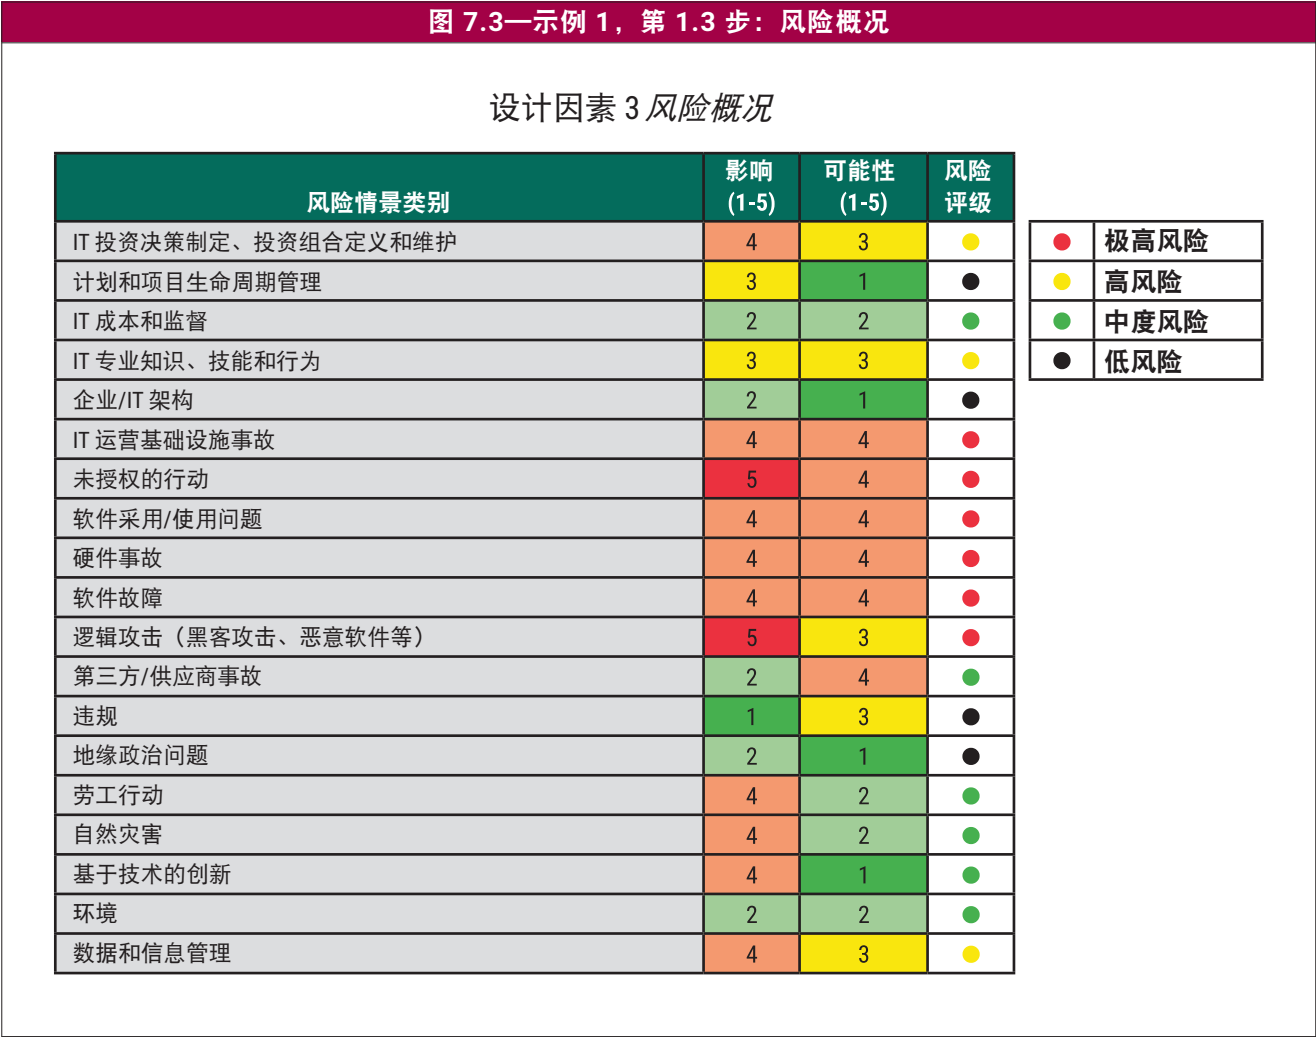 图 7.3—示例 1，第 1.3 步：风险概况
设计因素 3 风险概况
风险情景类别 影响 (1-5) 可能性 (1-5) 风险评级
IT 投资决策制定、投资组合定义和维护 4 3
计划和项目生命周期管理 3 1
IT 成本和监督 2 2
IT 专业知识、技能和行为 3 3
企业/IT 架构 2 1
IT 运营基础设施事故 4 4
未授权的行动 5 4
软件采用/使用问题 4 4
硬件事故 4 4
软件故障 4 4
逻辑攻击（黑客攻击、恶意软件等） 5 3
第三方/供应商事故 2 4
违规 1 3
地缘政治问题 2 1
劳工行动 4 2
自然灾害 4 2
基于技术的创新 4 1
环境 2 2
数据和信息管理 4 3
极高风险
高风险
中度风险
低风险